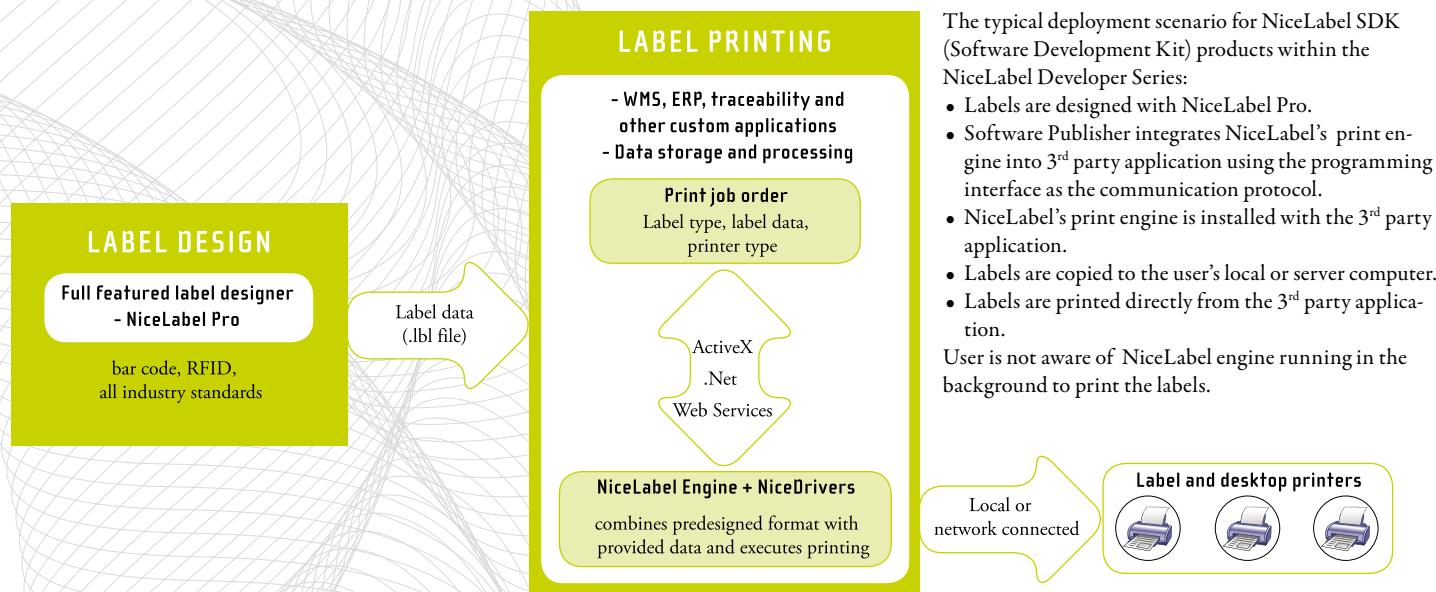 LABEL DESIGN
Full featured label designer
- NiceLabel Pro
bar code, RFID,
all industry standards
Label data
(.lbl file)
LABEL PRINTING
- WMS, ERP, traceability and
other custom applications
- Data storage and processing
Print job order
Label type, label data,
printer type
ActiveX
.Net
Web Services
NiceLabel Engine + NiceDrivers
combines predesigned format with
provided data and executes printing
Local or
network connected
Label and desktop printers
The typical deployment scenario for NiceLabel SDK
(Software Development Kit) products within the
NiceLabel Developer Series:
• Labels are designed with NiceLabel Pro.
• Software Publisher integrates NiceLabel's print en-
gine into 3rd party application using the programming
interface as the communication protocol.
• NiceLabel's print engine is installed with the 3rd party
application.
• Labels are copied to the user's local or server computer.
• Labels are printed directly from the 3rd party applica-
tion.
User is not aware of NiceLabel engine running in the
background to print the labels.